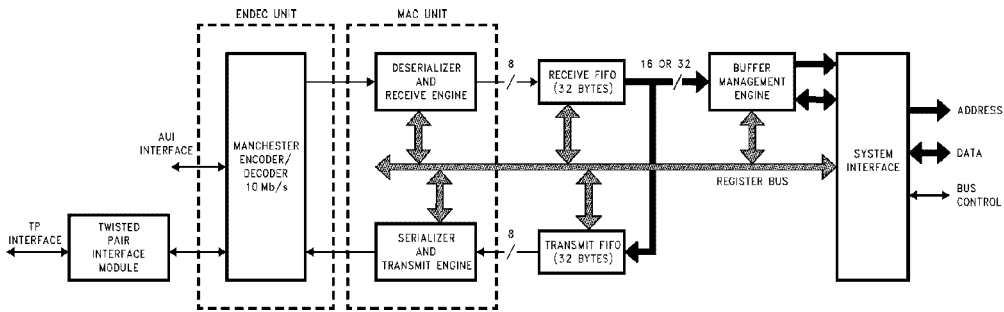 ENDEC UNIT
MAC UNIT
DESERIALIZER
AND
RECEIVE ENGINE
8
RECEIVE FIFO
(32 BYTES)
16 OR 32
BUFFER
MANAGEMENT
ENGINE
ADDRESS
AUI
INTERFACE
MANCHESTER
ENCODER/
DECODER
10 Mb/s
DATA
SYSTEM
INTERFACE
REGISTER BUS
BUS
CONTROL
TP
INTERFACE
TWISTED
PAIR
INTERFACE
MODULE
SERIALIZER
AND
TRANSMIT ENGINE
8
TRANSMIT FIFO
(32 BYTES)